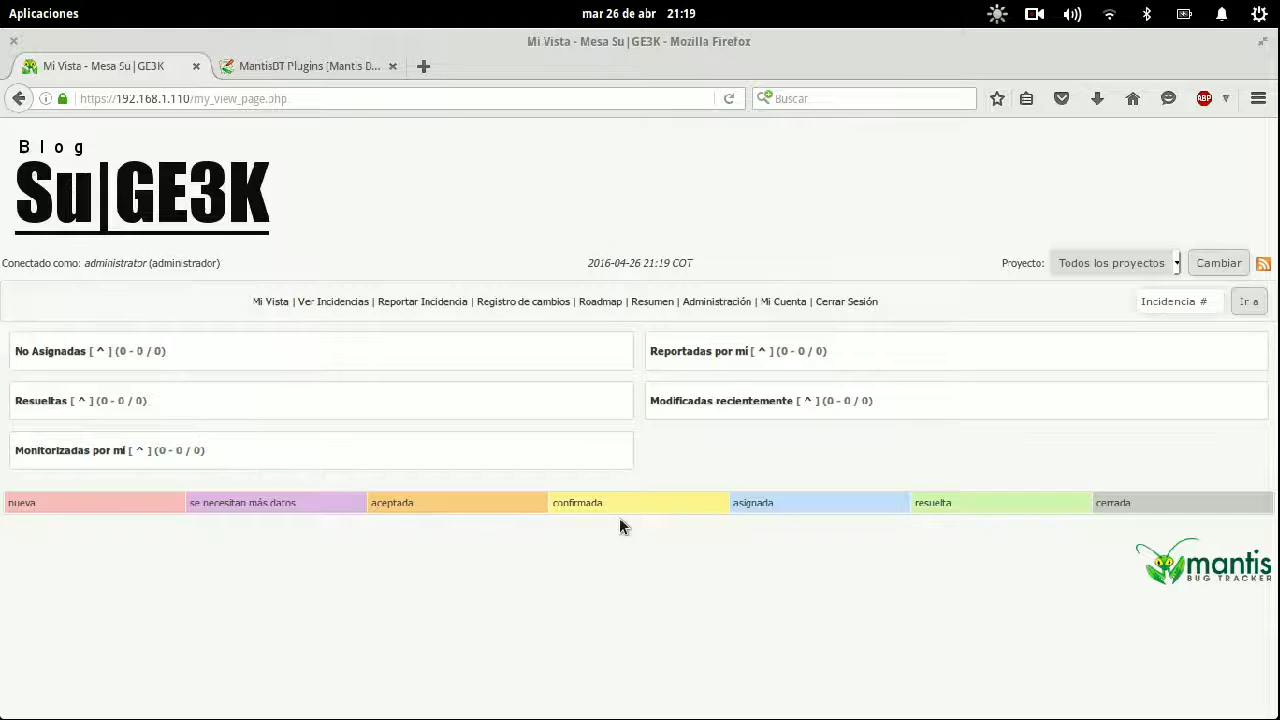 Aplicaciones mar 26 de abr 21:19
Mi Vista - Mesa Su|GE3K - Mozilla Firefox
Mi Vista - Mesa Su|GE3K MantisBT Plugins [Mantis B...
https://192.168.1.110/my_view_page.php Buscar ABP
Blog
Su|GE3K
Conectado como: administrator (administrador) 2016-04-26 21:19 COT Proyecto: Todos los proyectos Cambiar
Mi Vista | Ver Incidencias | Reportar Incidencia | Registro de cambios | Roadmap | Resumen | Administración | Mi Cuenta | Cerrar Sesión Incidencia # Ir a
No Asignadas [ ^ ] (0 - 0 / 0) Reportadas por mí [ ^ ] (0 - 0 / 0)
Resueltas [ ^ ] (0 - 0 / 0) Modificadas recientemente [ ^ ] (0 - 0 / 0)
Monitorizadas por mí [ ^ ] (0 - 0 / 0)
nueva se necesitan más datos aceptada confirmada asignada resuelta cerrada
mantis
BUG TRACKER